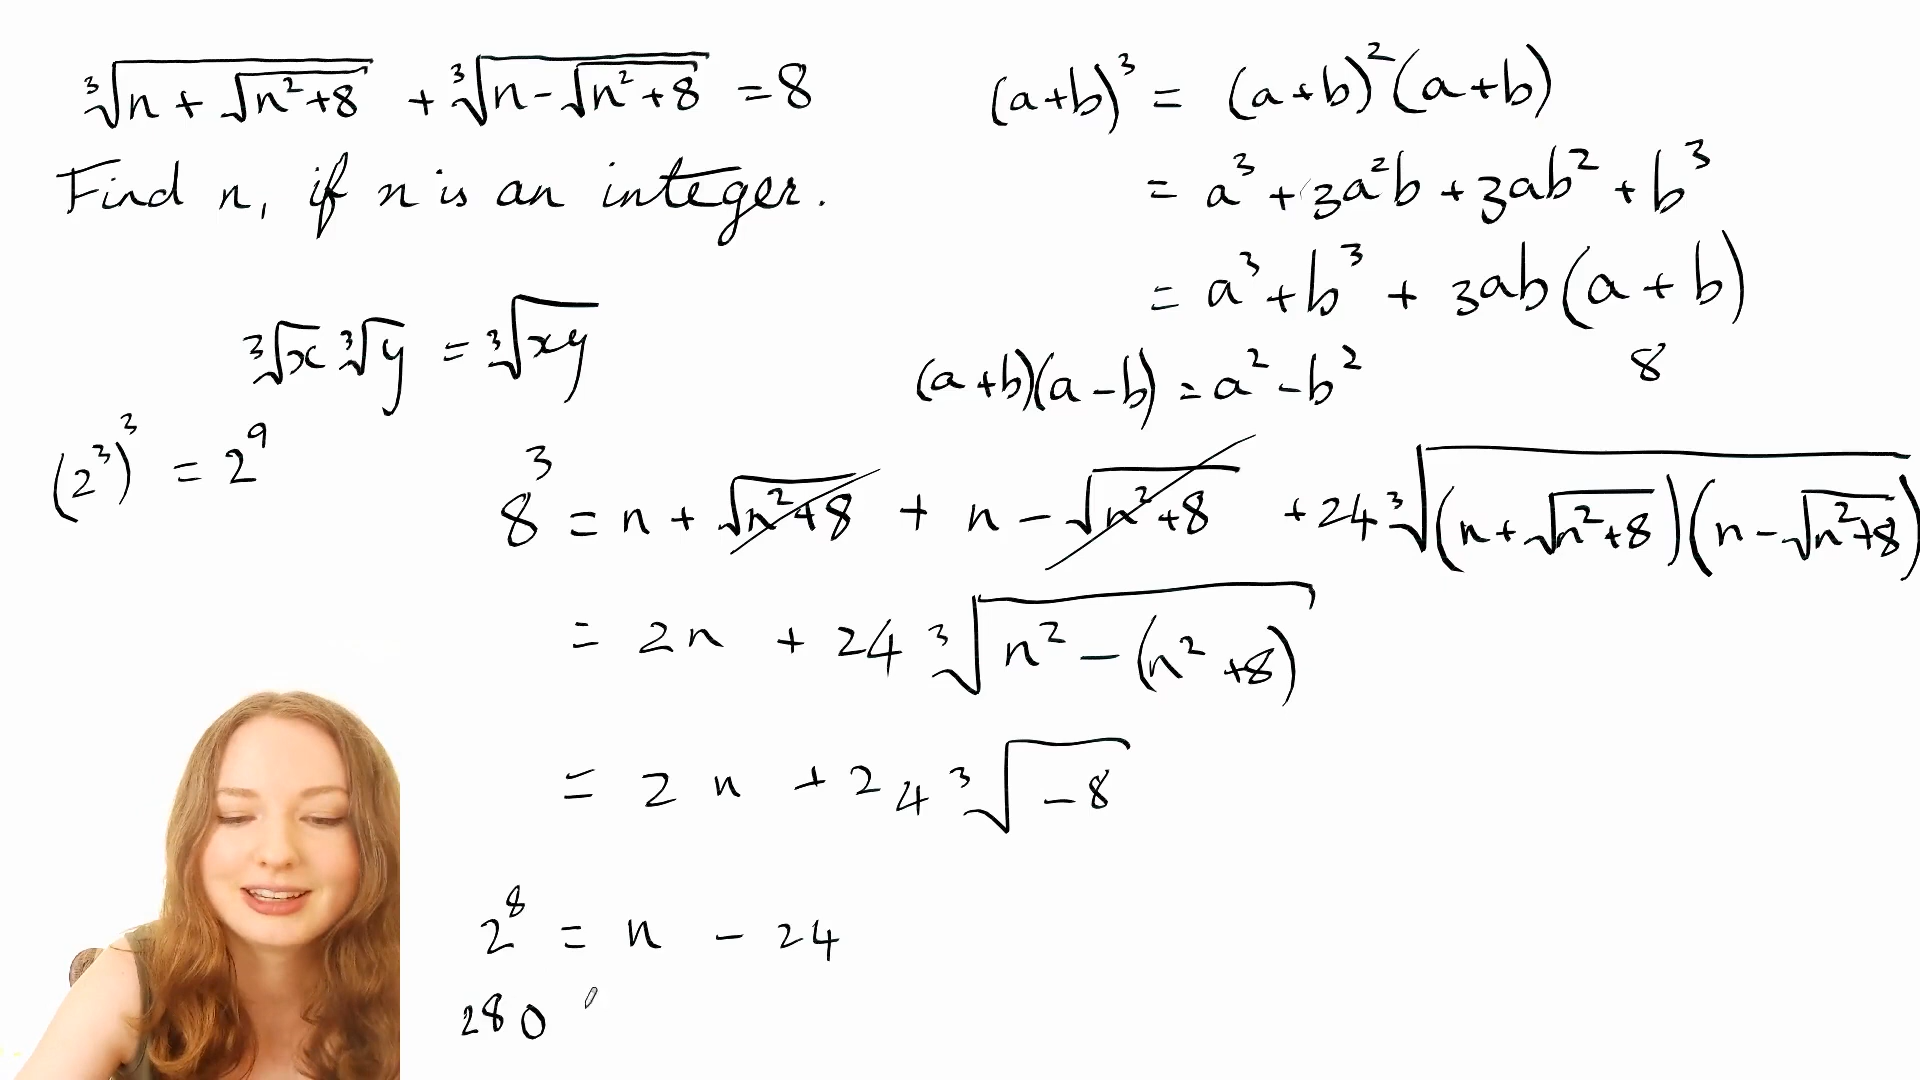 ∛(n + √(n²+8)) + ∛(n - √(n²+8)) = 8
Find n, if n is an integer.
(a+b)³ = (a+b)²(a+b)
= a³ + 3a²b + 3ab² + b³
= a³ + b³ + 3ab(a + b)
8
∛x ∛y = ∛(xy)
(a+b)(a-b) = a² - b²
(2³)³ = 2⁹
8³ = n + √(n²+8) + n - √(n²+8) + 24 ∛((n+√(n²+8))(n-√(n²+8)))
= 2n + 24 ∛(n² - (n² + 8))
= 2n + 24 ∛(-8)
2⁸ = n - 24
280